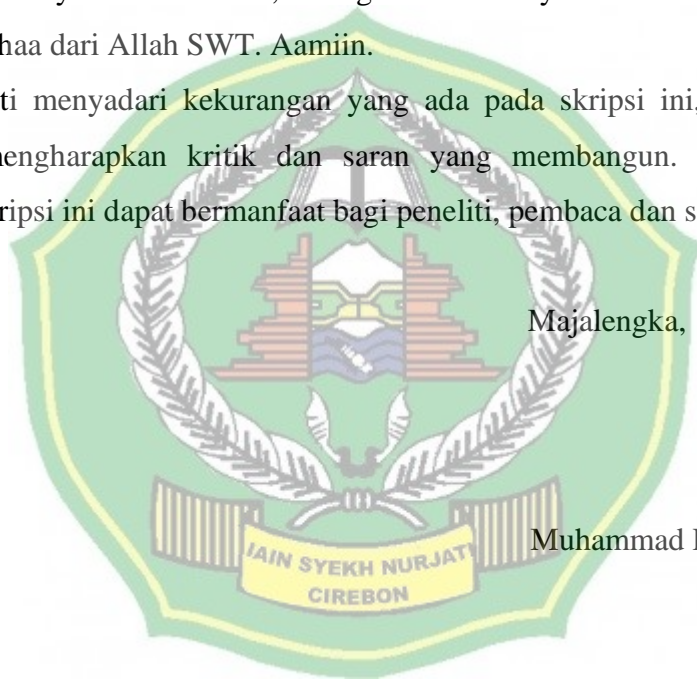 haa dari Allah SWT. Aamiin.
ti menyadari kekurangan yang ada pada skripsi ini,
mengharapkan kritik dan saran yang membangun.
ripsi ini dapat bermanfaat bagi peneliti, pembaca dan s
Majalengka,
Muhammad
IAIN SYEKH NURJATI
CIREBON